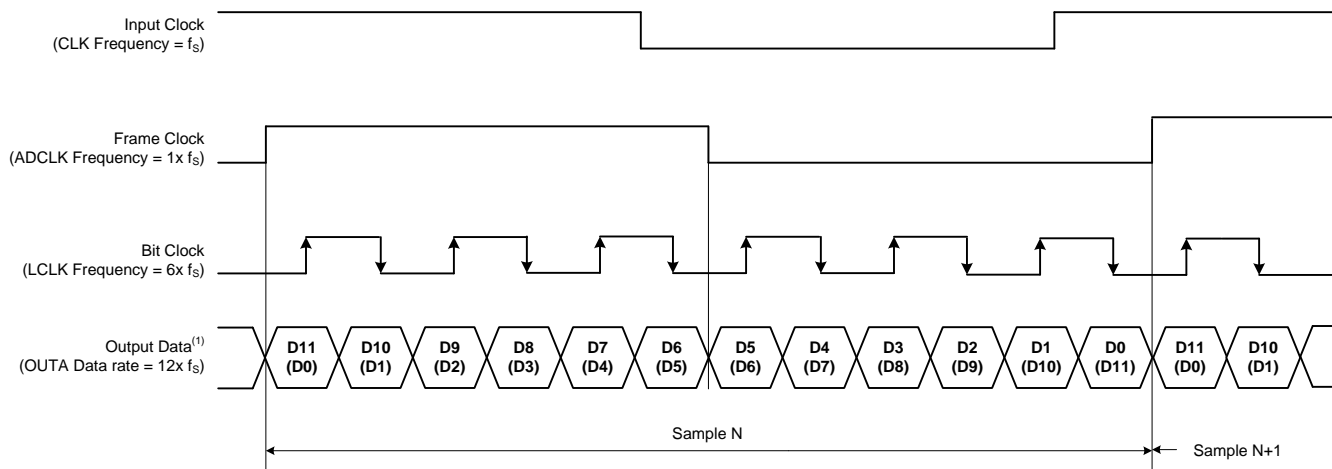 Input Clock
(CLK Frequency = fS)
Frame Clock
(ADCLK Frequency = 1x fS)
Bit Clock
(LCLK Frequency = 6x fS)
Output Data(1)
(OUTA Data rate = 12x fS)
D11 D10 D9 D8 D7 D6 D5 D4 D3 D2 D1 D0 D11 D10
(D0) (D1) (D2) (D3) (D4) (D5) (D6) (D7) (D8) (D9) (D10) (D11) (D0) (D1)
Sample N
Sample N+1